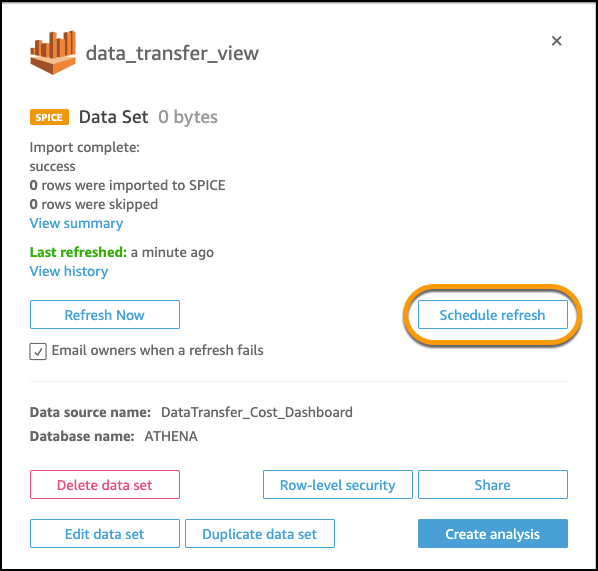 data_transfer_view
SPICE Data Set 0 bytes
Import complete:
success
0 rows were imported to SPICE
0 rows were skipped
View summary
Last refreshed: a minute ago
View history
Refresh Now Schedule refresh
Email owners when a refresh fails
Data source name: DataTransfer_Cost_Dashboard
Database name: ATHENA
Delete data set Row-level security Share
Edit data set Duplicate data set Create analysis